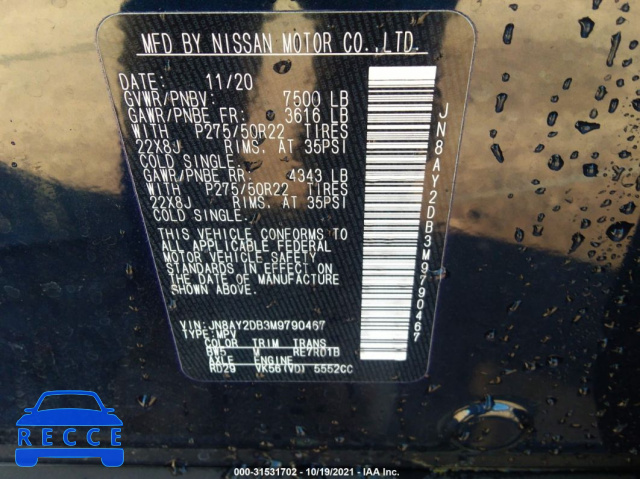 MFD BY NISSAN MOTOR CO.,LTD.
DATE: 11/20
GVWR/PNBV: 7500 LB
GAWR/PNBE FR: 3616 LB
WITH P275/50R22 TIRES
22X8J RIMS, AT 35PSI
COLD SINGLE.
GAWR/PNBE RR: 4343 LB
WITH P275/50R22 TIRES
22X8J RIMS, AT 35PSI
COLD SINGLE.
THIS VEHICLE CONFORMS TO
ALL APPLICABLE FEDERAL
MOTOR VEHICLE SAFETY
STANDARDS IN EFFECT ON
THE DATE OF MANUFACTURE
SHOWN ABOVE.
VIN: JN8AY2DB3M9790467
TYPE: MPV
COLOR TRIM TRANS
BW5 M RE7R01B
AXLE ENGINE
RD29 VK56(VD) 5552CC
JN8AY2DB3M9790467
RECCE
000-31531702 - 10/19/2021 - IAA Inc.